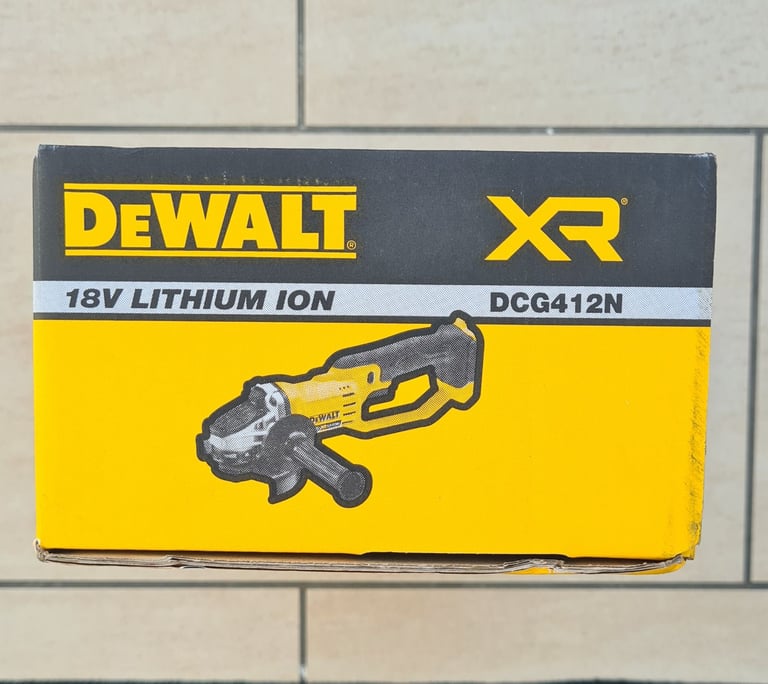 DEWALT®
XR®
18V LITHIUM ION
DCG412N
DEWALT